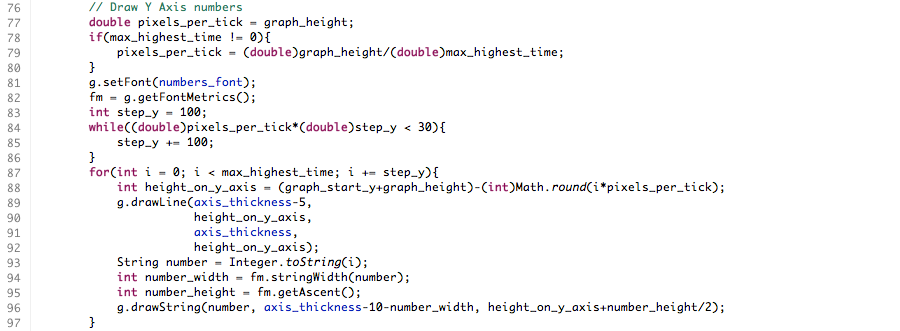 76 // Draw Y Axis numbers
77 double pixels_per_tick = graph_height;
78 if(max_highest_time != 0){
79 pixels_per_tick = (double)graph_height/(double)max_highest_time;
80 }
81 g.setFont(numbers_font);
82 fm = g.getFontMetrics();
83 int step_y = 100;
84 while((double)pixels_per_tick*(double)step_y < 30){
85 step_y += 100;
86 }
87 for(int i = 0; i < max_highest_time; i += step_y){
88 int height_on_y_axis = (graph_start_y+graph_height)-(int)Math.round(i*pixels_per_tick);
89 g.drawLine(axis_thickness-5,
90 height_on_y_axis,
91 axis_thickness,
92 height_on_y_axis);
93 String number = Integer.toString(i);
94 int number_width = fm.stringWidth(number);
95 int number_height = fm.getAscent();
96 g.drawString(number, axis_thickness-10-number_width, height_on_y_axis+number_height/2);
97 }